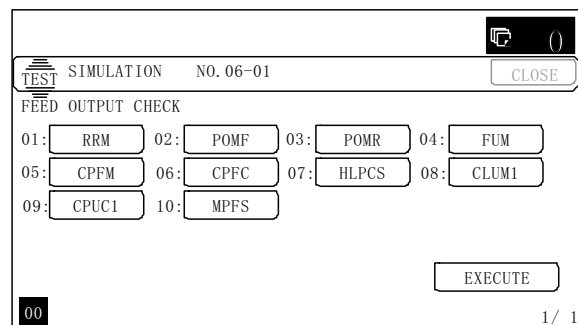 ()
TEST SIMULATION NO. 06-01 CLOSE
FEED OUTPUT CHECK
01: RRM 02: POMF 03: POMR 04: FUM
05: CPFM 06: CPFC 07: HLPCS 08: CLUM1
09: CPUC1 10: MPFS
EXECUTE
00 1/ 1